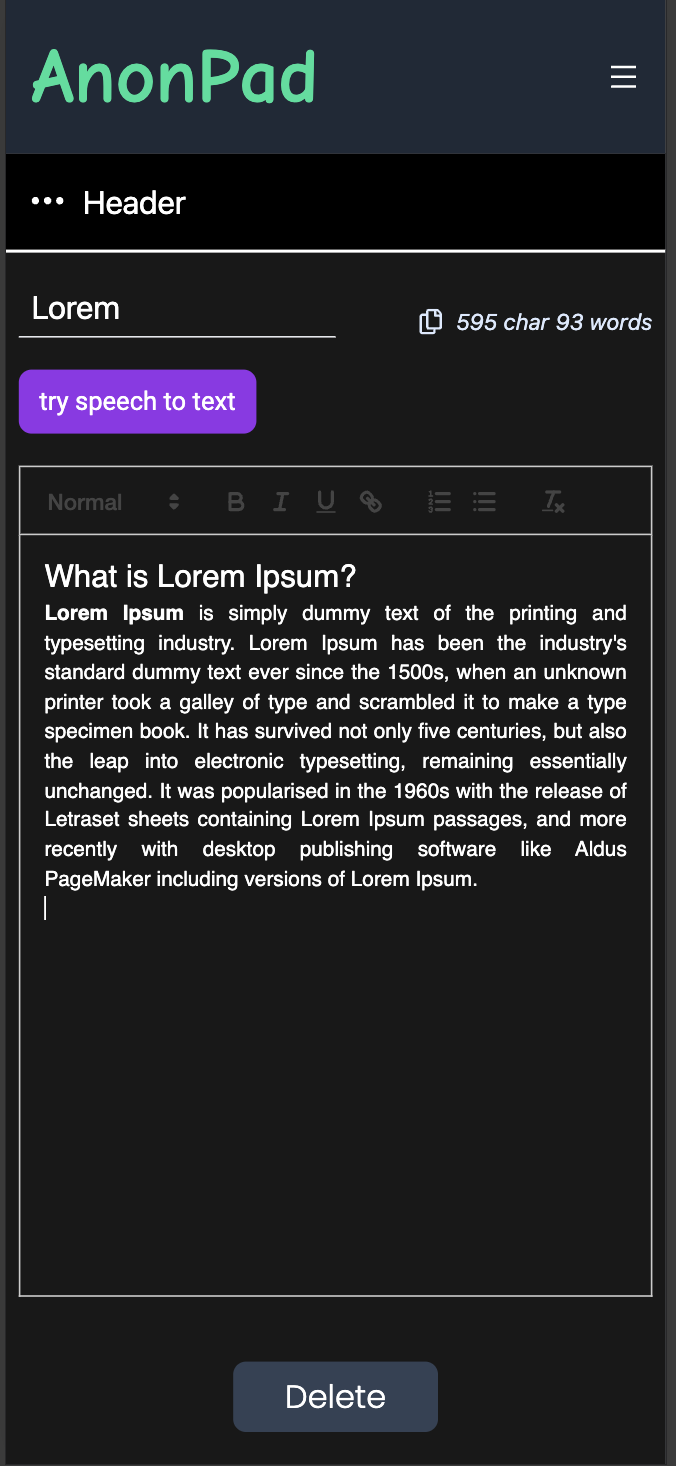 AnonPad
Header
Lorem
595 char 93 words
try speech to text
Normal
What is Lorem Ipsum?
Lorem Ipsum is simply dummy text of the printing and
typesetting industry. Lorem Ipsum has been the industry's
standard dummy text ever since the 1500s, when an unknown
printer took a galley of type and scrambled it to make a type
specimen book. It has survived not only five centuries, but also
the leap into electronic typesetting, remaining essentially
unchanged. It was popularised in the 1960s with the release of
Letraset sheets containing Lorem Ipsum passages, and more
recently with desktop publishing software like Aldus
PageMaker including versions of Lorem Ipsum.
Delete